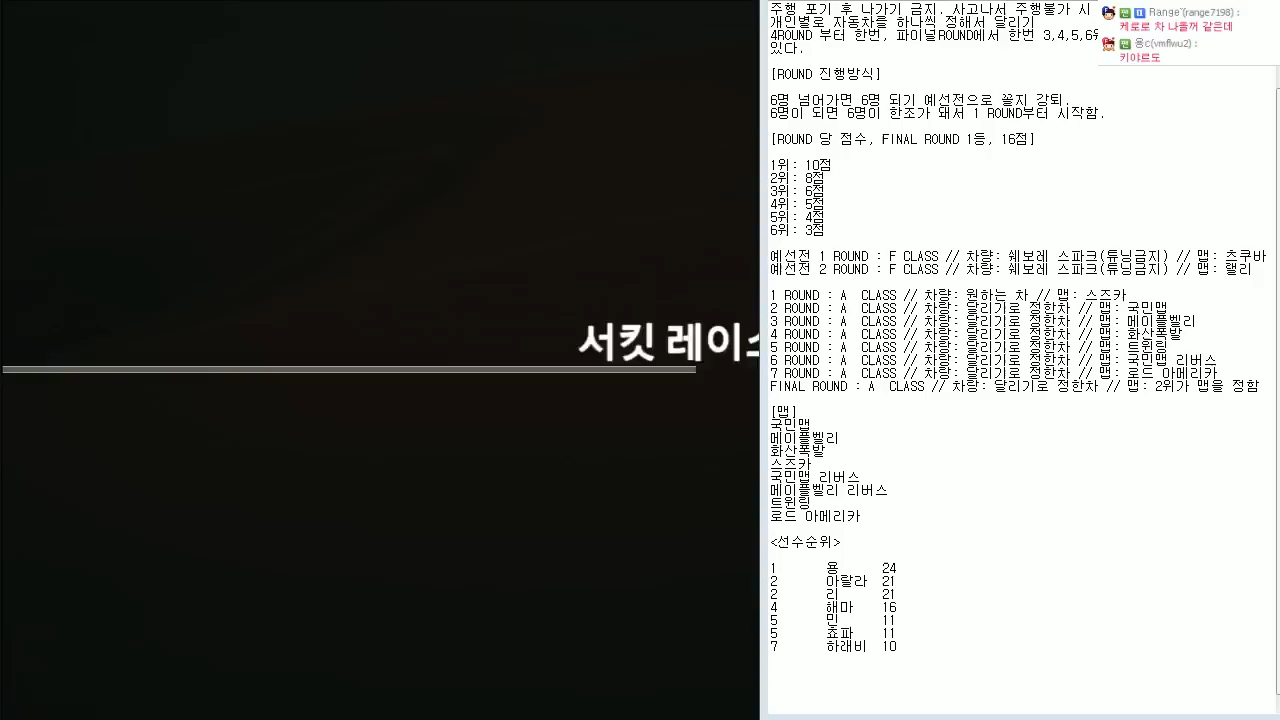 서킷 레이스
주행 포기 후 나가기 금지. 사고나서 주행불가 시
개인별로 자동차를 하나씩 정해서 달리기
4ROUND 부터 작전, 파이널ROUND에서 한번 3,4,5,6위
있다.
[ROUND 진행방식]
6명 넘어가면 6명 되기 예선전으로 꼴지 강퇴.
6명이 되면 6명이 한조가 돼서 1 ROUND부터 시작함.
[ROUND 당 점수, FINAL ROUND 1등, 16점]
1위: 10점
2위: 8점
3위: 6점
4위: 5점
5위: 4점
6위: 3점
예선전 1 ROUND : F CLASS // 차량: 쉐보레 스파크(튜닝금지) // 맵: 츠쿠바
예선전 2 ROUND : F CLASS // 차량: 쉐보레 스파크(튜닝금지) // 맵: 핼리
1 ROUND : A CLASS // 차량: 원하는 차 // 맵: 스즈카
2 ROUND : A CLASS // 차량: 달리기로 정한차 // 맵: 국민맵
3 ROUND : A CLASS // 차량: 달리기로 정한차 // 맵: 메이플벨리
4 ROUND : A CLASS // 차량: 달리기로 정한차 // 맵: 화산폭발
5 ROUND : A CLASS // 차량: 달리기로 정한차 // 맵: 트윈링
6 ROUND : A CLASS // 차량: 달리기로 정한차 // 맵: 국민맵 리버스
7 ROUND : A CLASS // 차량: 달리기로 정한차 // 맵: 로드 아메리카
FINAL ROUND : A CLASS // 차량: 달리기로 정한차 // 맵: 2위가 맵을 정함
[맵]
국민맵
메이플벨리
화산폭발
스즈카
국민맵 리버스
메이플벨리 리버스
트윈링
로드 아메리카
<선수순위>
1 용 24
2 아랄라 21
2 리 21
4 해마 16
5 민 11
5 쵸파 11
7 하래비 10
팬 Range˘(range7198) :
케로로 차 나올꺼 같은데
팬 용c(vmflwu2) :
키야르도